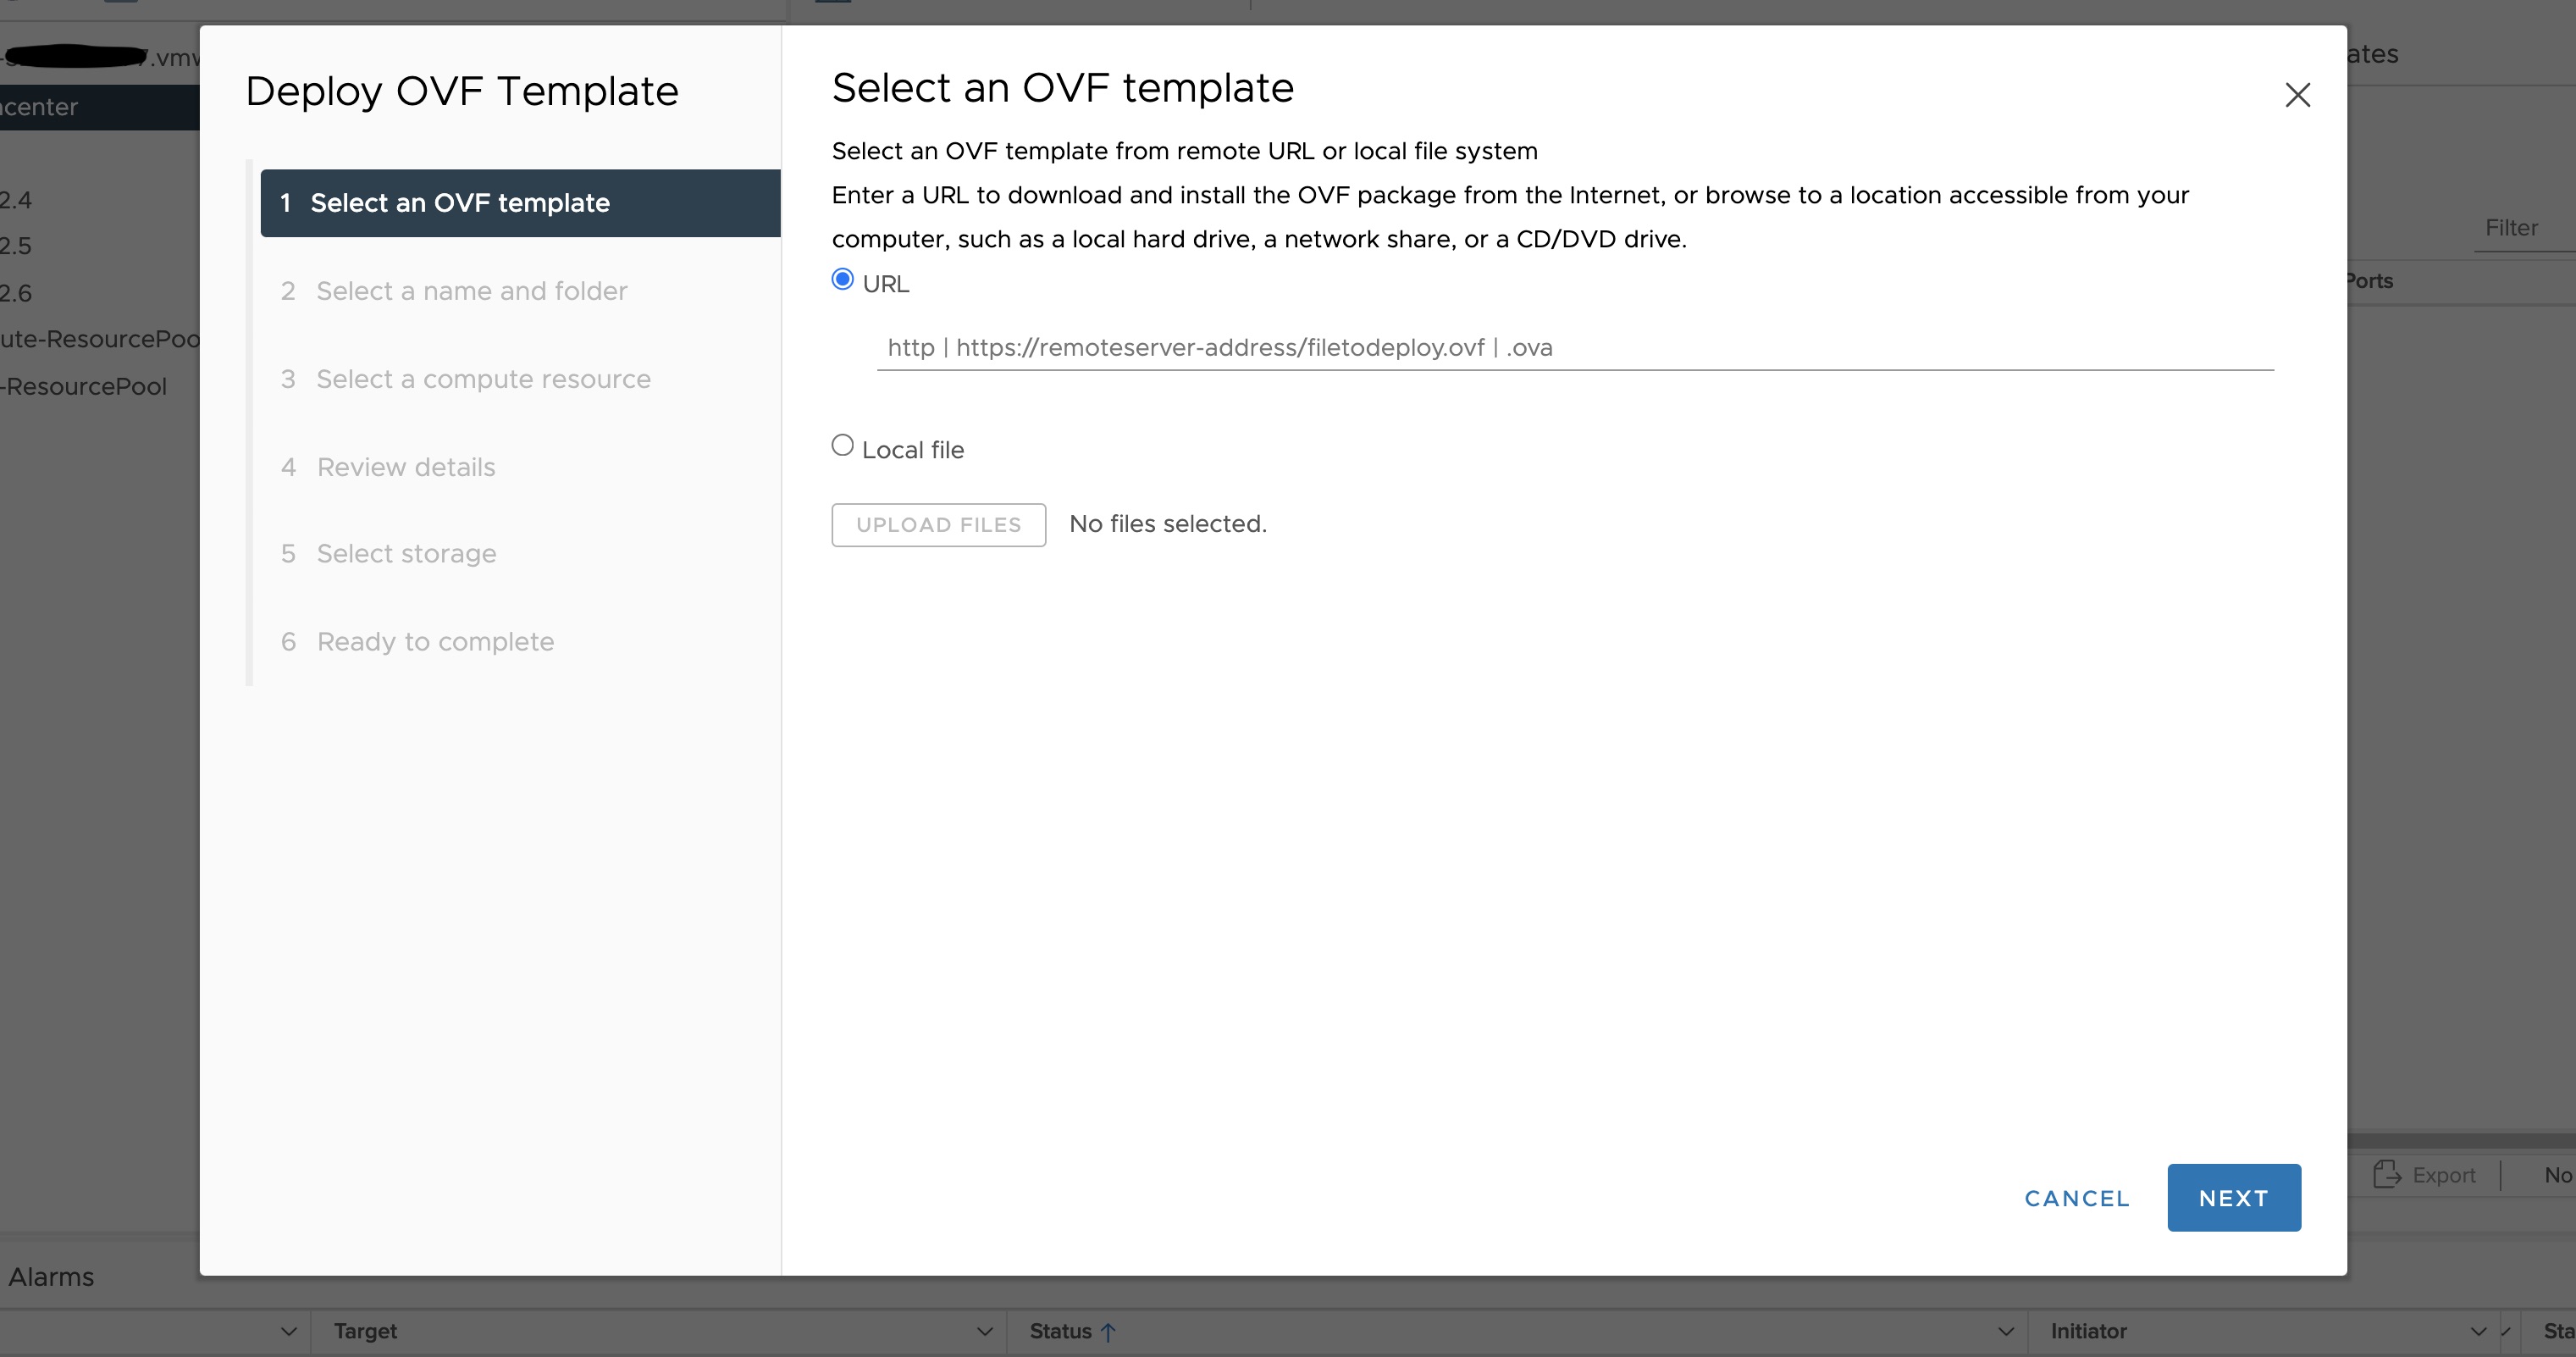 .vmv
center
2.4
2.5
2.6
ute-ResourcePoo
-ResourcePool
Deploy OVF Template
1 Select an OVF template
2 Select a name and folder
3 Select a compute resource
4 Review details
5 Select storage
6 Ready to complete
Select an OVF template
Select an OVF template from remote URL or local file system
Enter a URL to download and install the OVF package from the Internet, or browse to a location accessible from your
computer, such as a local hard drive, a network share, or a CD/DVD drive.
URL
http | https://remoteserver-address/filetodeploy.ovf | .ova
Local file
UPLOAD FILES No files selected.
CANCEL NEXT
ates
Filter
Ports
Export No
Alarms
Target Status Initiator Sta